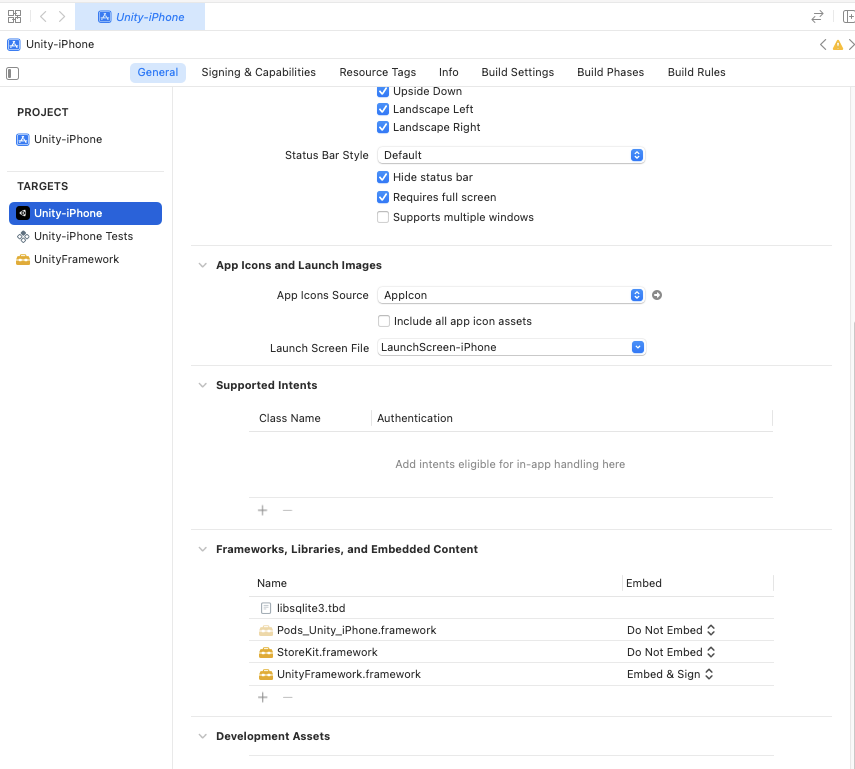 Unity-iPhone
Unity-iPhone
General Signing & Capabilities Resource Tags Info Build Settings Build Phases Build Rules
PROJECT
Unity-iPhone
TARGETS
Unity-iPhone
Unity-iPhone Tests
UnityFramework
Upside Down
Landscape Left
Landscape Right
Status Bar Style Default
Hide status bar
Requires full screen
Supports multiple windows
App Icons and Launch Images
App Icons Source AppIcon
Include all app icon assets
Launch Screen File LaunchScreen-iPhone
Supported Intents
Class Name Authentication
Add intents eligible for in-app handling here
Frameworks, Libraries, and Embedded Content
Name Embed
libsqlite3.tbd
Pods_Unity_iPhone.framework Do Not Embed
StoreKit.framework Do Not Embed
UnityFramework.framework Embed & Sign
Development Assets